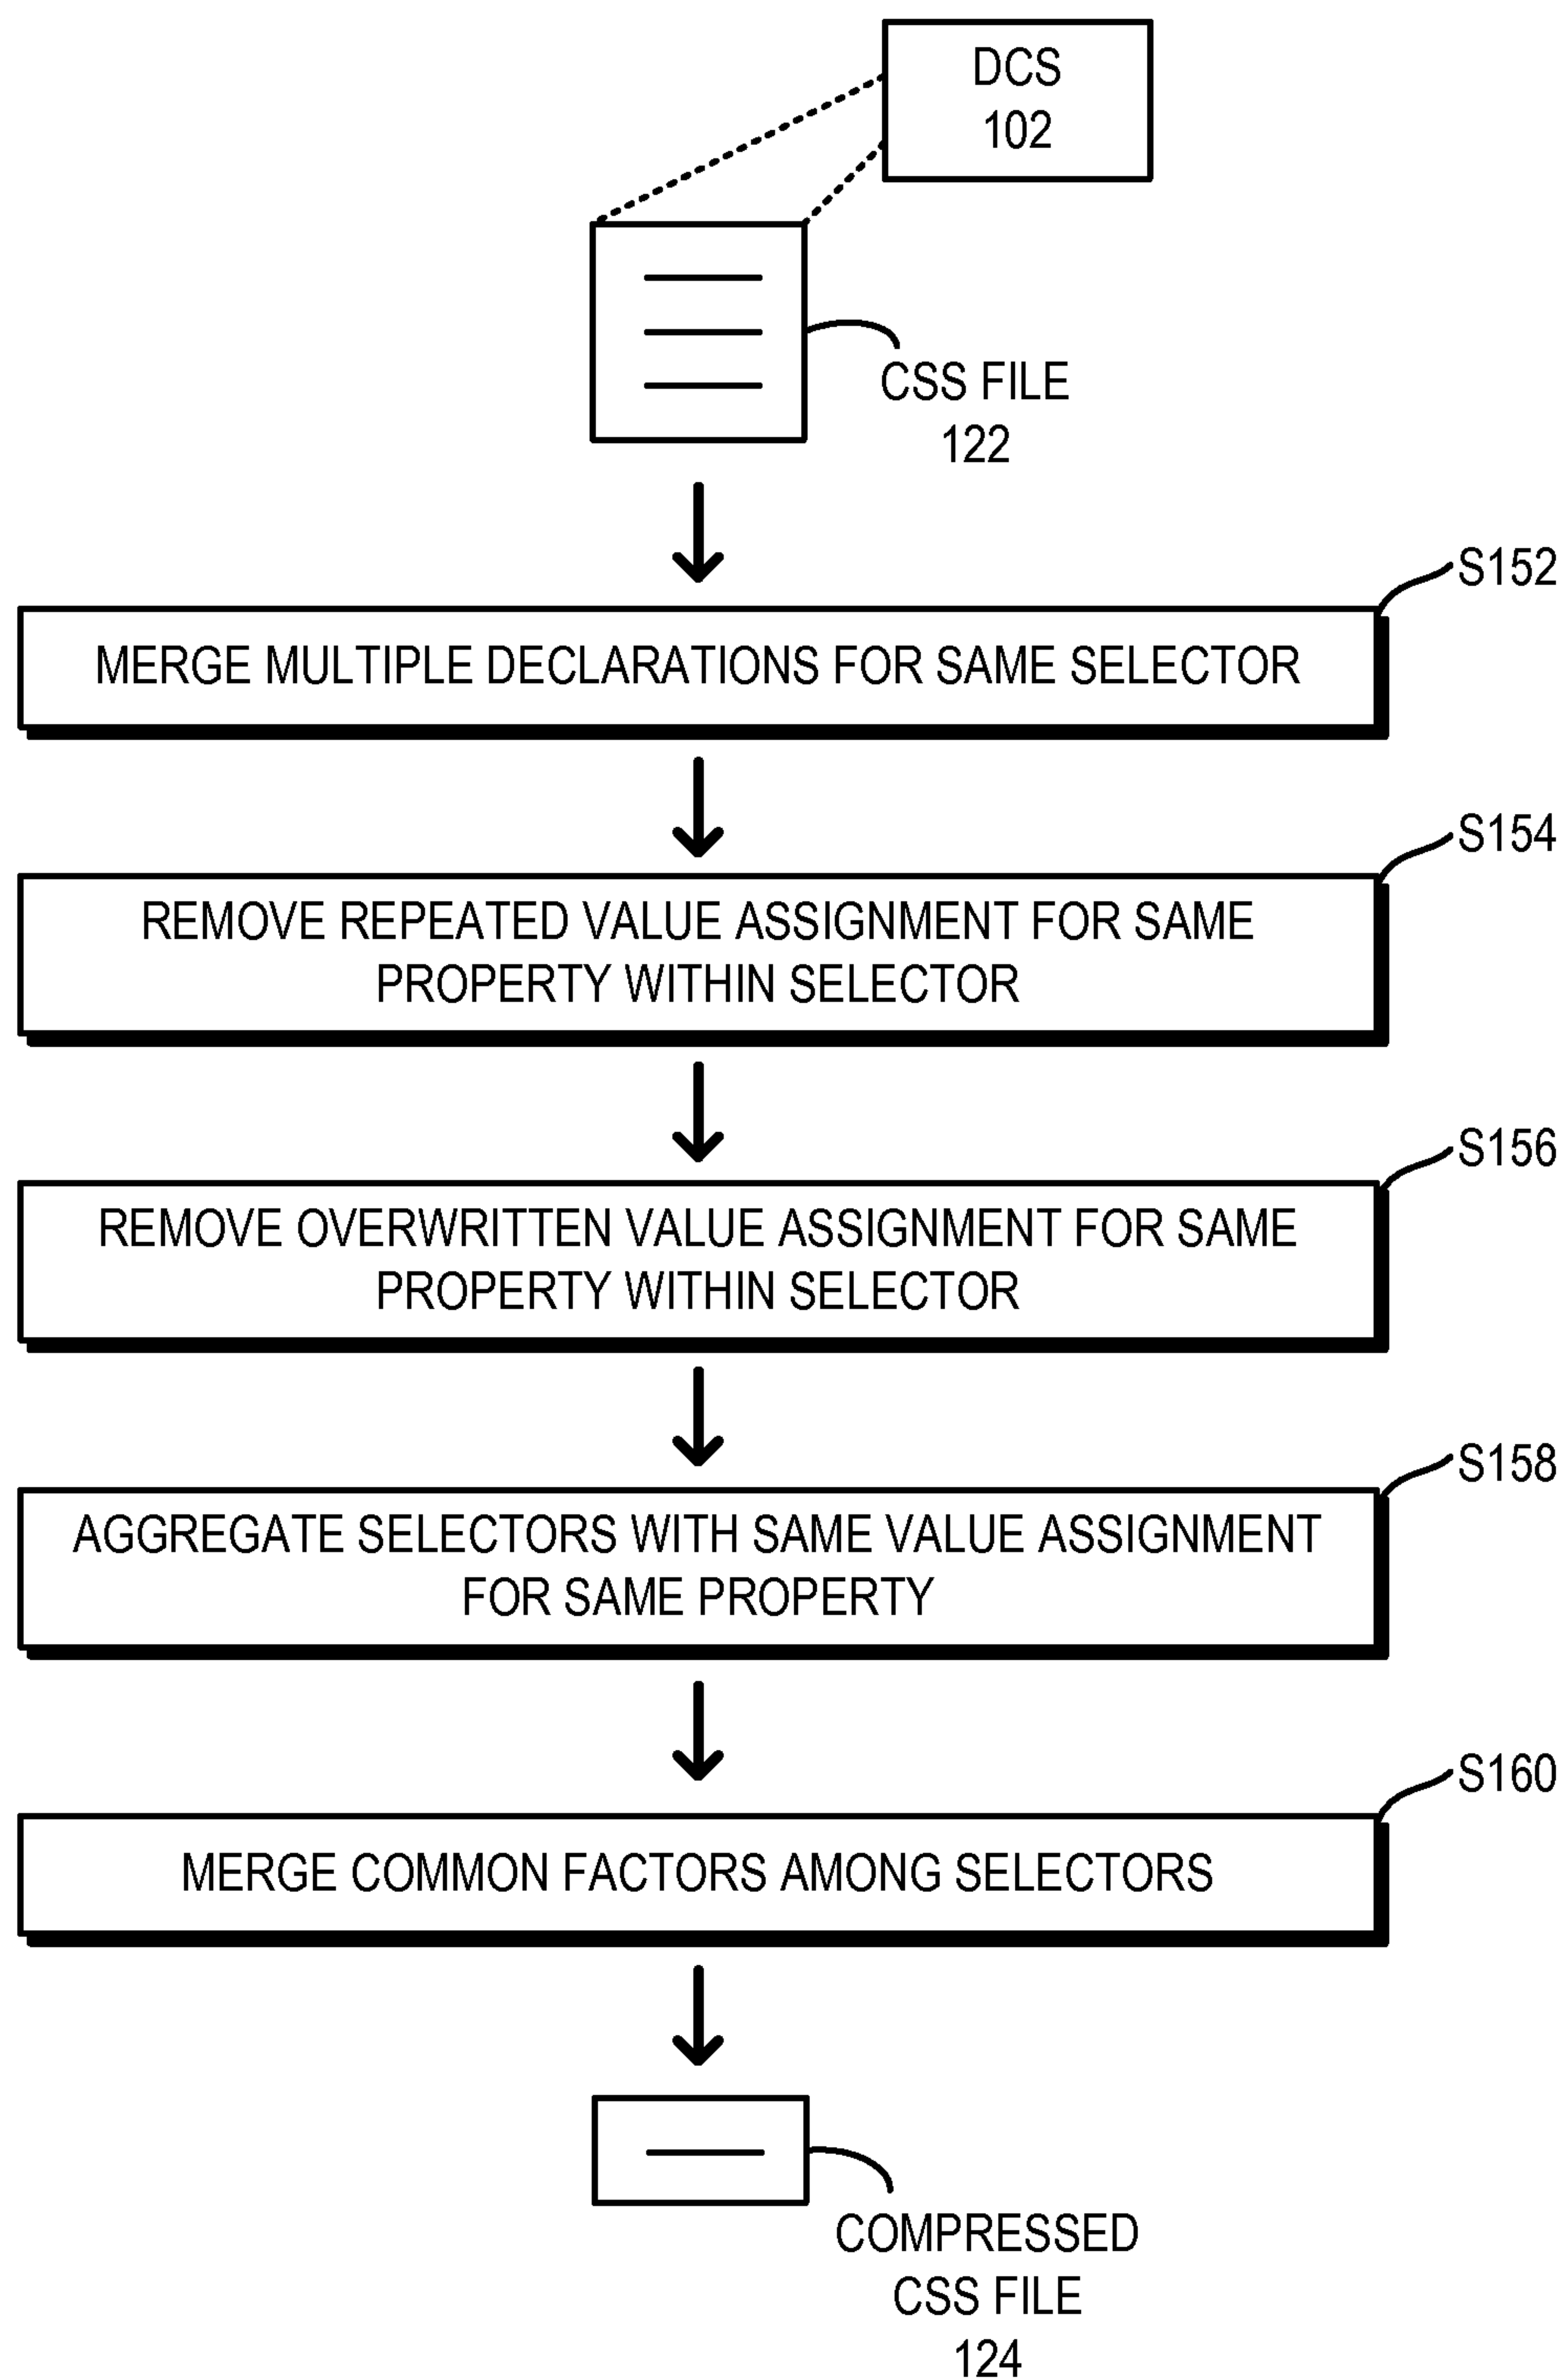 DCS
102
CSS FILE
122
S152
MERGE MULTIPLE DECLARATIONS FOR SAME SELECTOR
S154
REMOVE REPEATED VALUE ASSIGNMENT FOR SAME
PROPERTY WITHIN SELECTOR
S156
REMOVE OVERWRITTEN VALUE ASSIGNMENT FOR SAME
PROPERTY WITHIN SELECTOR
S158
AGGREGATE SELECTORS WITH SAME VALUE ASSIGNMENT
FOR SAME PROPERTY
S160
MERGE COMMON FACTORS AMONG SELECTORS
COMPRESSED
CSS FILE
124